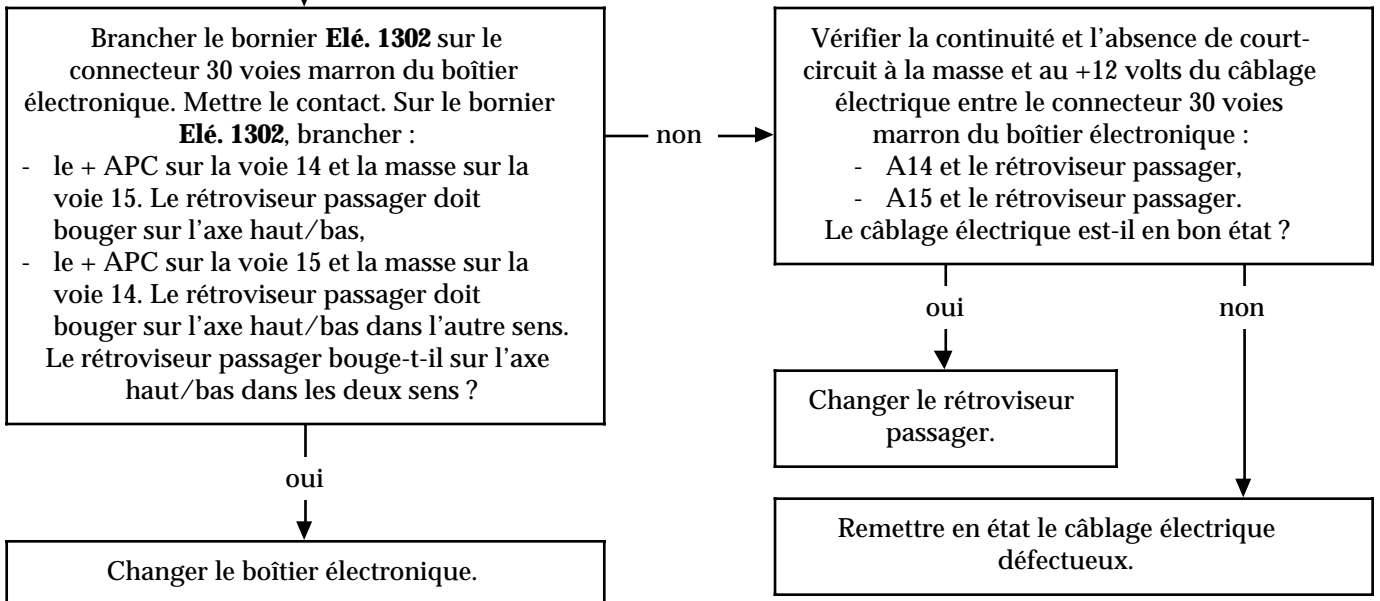 Brancher le bornier Elé. 1302 sur le
connecteur 30 voies marron du boîtier
électronique. Mettre le contact. Sur le bornier
Elé. 1302, brancher :
- le + APC sur la voie 14 et la masse sur la
voie 15. Le rétroviseur passager doit
bouger sur l'axe haut/bas,
- le + APC sur la voie 15 et la masse sur la
voie 14. Le rétroviseur passager doit
bouger sur l'axe haut/bas dans l'autre sens.
Le rétroviseur passager bouge-t-il sur l'axe
haut/bas dans les deux sens ?
non
Vérifier la continuité et l'absence de court-
circuit à la masse et au +12 volts du câblage
électrique entre le connecteur 30 voies
marron du boîtier électronique :
- A14 et le rétroviseur passager,
- A15 et le rétroviseur passager.
Le câblage électrique est-il en bon état ?
oui
non
Changer le rétroviseur
passager.
oui
Remettre en état le câblage électrique
défectueux.
Changer le boîtier électronique.